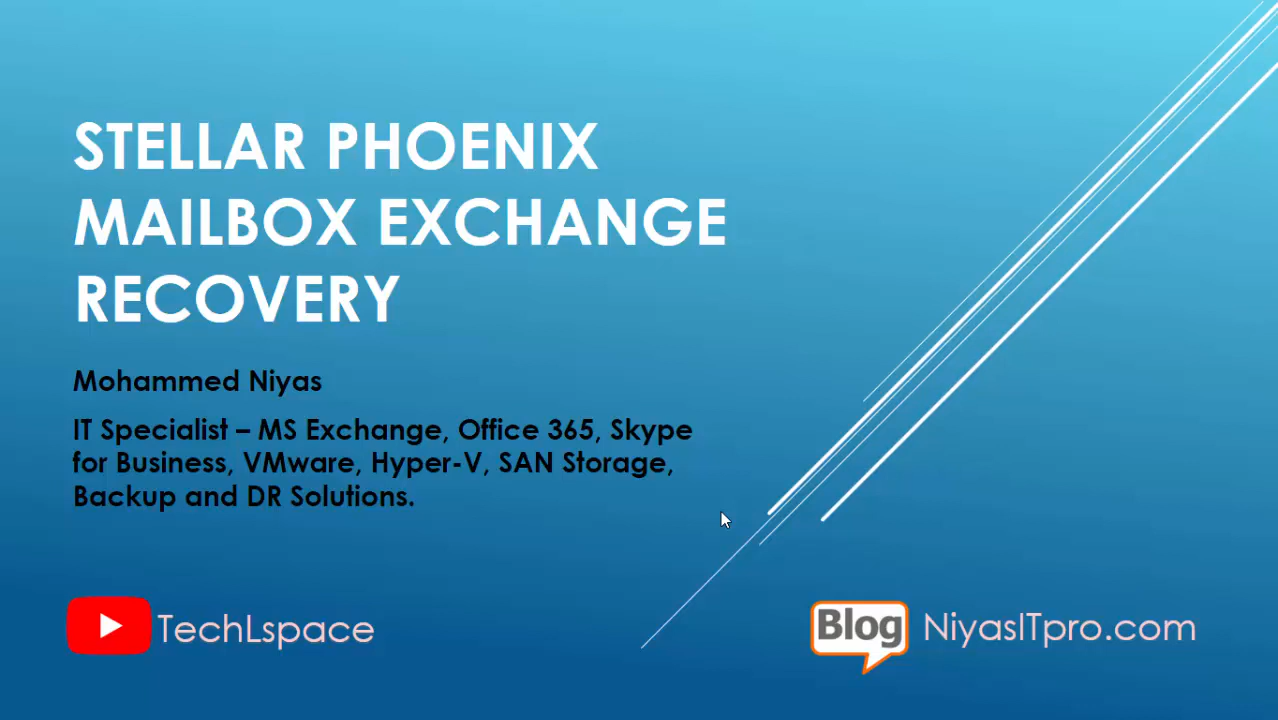 STELLAR PHOENIX
MAILBOX EXCHANGE
RECOVERY
Mohammed Niyas
IT Specialist – MS Exchange, Office 365, Skype
for Business, VMware, Hyper-V, SAN Storage,
Backup and DR Solutions.
TechLspace
Blog NiyasITpro.com